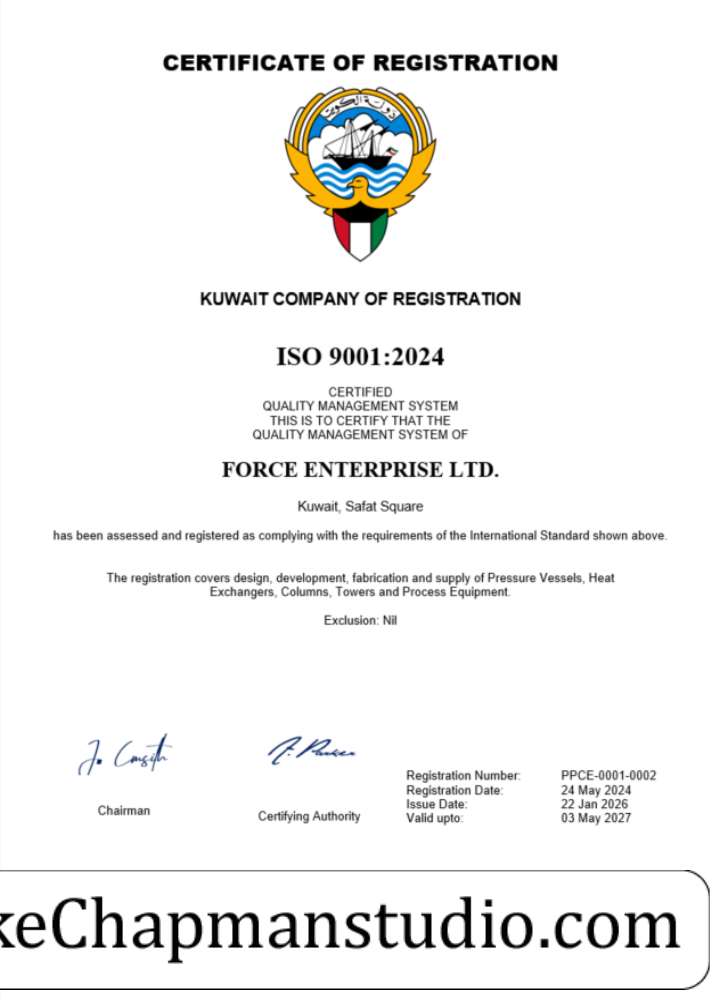 CERTIFICATE OF REGISTRATION
دولة الكويت
KUWAIT COMPANY OF REGISTRATION
ISO 9001:2024
CERTIFIED
QUALITY MANAGEMENT SYSTEM
THIS IS TO CERTIFY THAT THE
QUALITY MANAGEMENT SYSTEM OF
FORCE ENTERPRISE LTD.
Kuwait, Safat Square
has been assessed and registered as complying with the requirements of the International Standard shown above.
The registration covers design, development, fabrication and supply of Pressure Vessels, Heat
Exchangers, Columns, Towers and Process Equipment.
Exclusion: Nil
Chairman
Certifying Authority
Registration Number: PPCE-0001-0002
Registration Date: 24 May 2024
Issue Date: 22 Jan 2026
Valid upto: 03 May 2027
keChapmanstudio.com